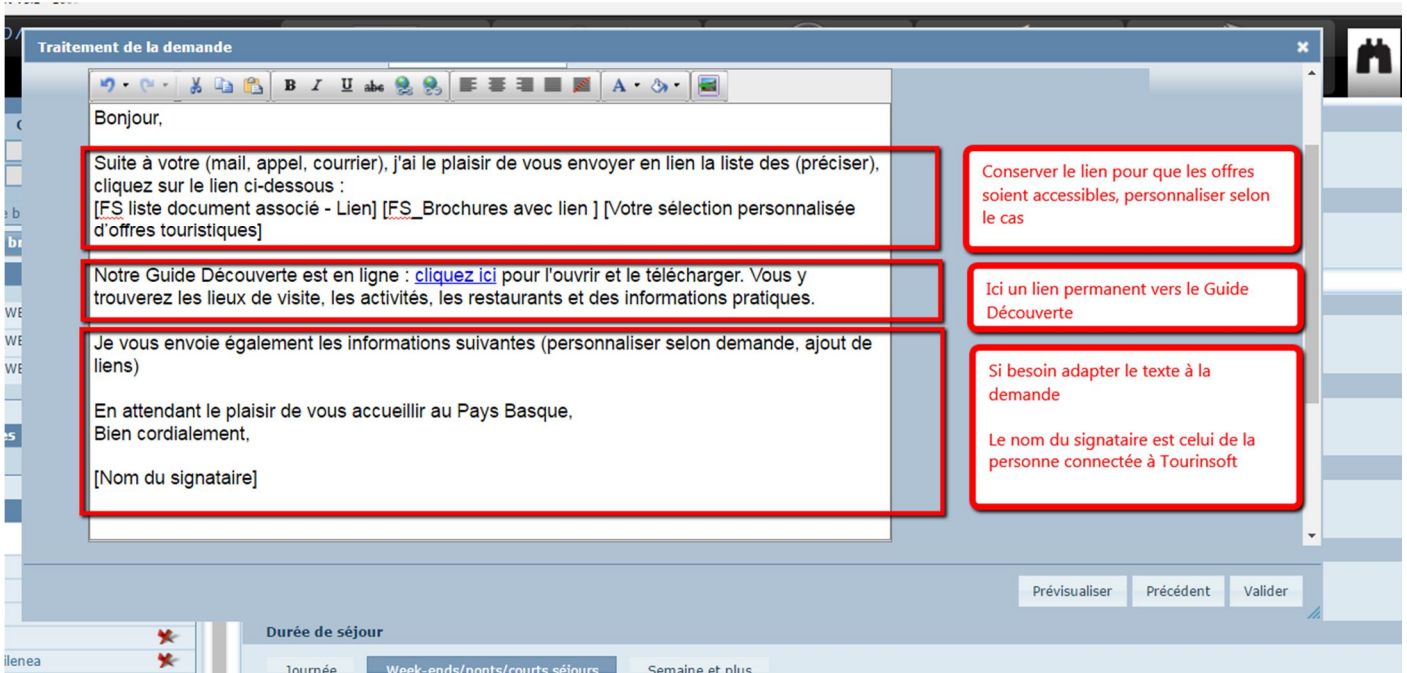 Traitement de la demande
B I U abc A
Bonjour,
Suite à votre (mail, appel, courrier), j'ai le plaisir de vous envoyer en lien la liste des (préciser),
cliquez sur le lien ci-dessous :
[FS liste document associé - Lien] [FS_Brochures avec lien ] [Votre sélection personnalisée
d'offres touristiques]
Conserver le lien pour que les offres
soient accessibles, personnaliser selon
le cas
Notre Guide Découverte est en ligne : cliquez ici pour l'ouvrir et le télécharger. Vous y
trouverez les lieux de visite, les activités, les restaurants et des informations pratiques.
Ici un lien permanent vers le Guide
Découverte
Je vous envoie également les informations suivantes (personnaliser selon demande, ajout de
liens)
En attendant le plaisir de vous accueillir au Pays Basque,
Bien cordialement,
[Nom du signataire]
Si besoin adapter le texte à la
demande
Le nom du signataire est celui de la
personne connectée à Tourinsoft
Prévisualiser Précédent Valider
Durée de séjour
ilenea
Journée Week-ends/ponts/courts séjours Semaine et plus